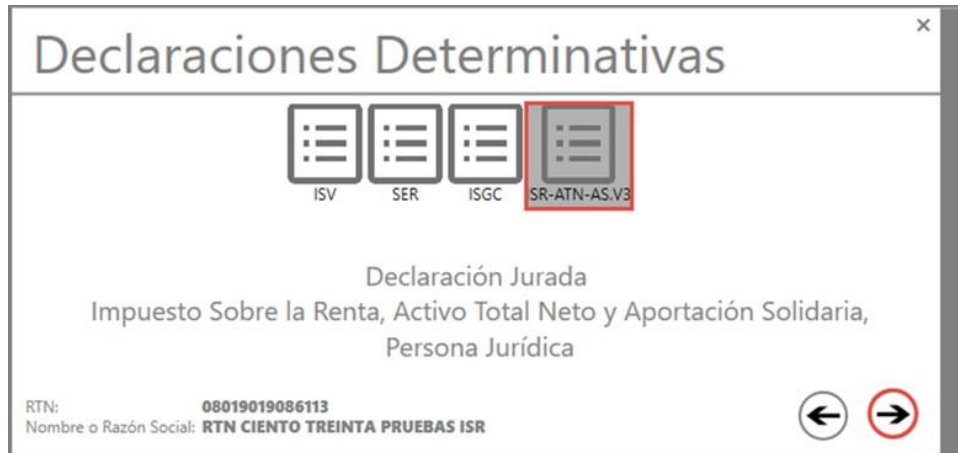 Declaraciones Determinativas
ISV SER ISGC SR-ATN-AS.V3
Declaración Jurada
Impuesto Sobre la Renta, Activo Total Neto y Aportación Solidaria,
Persona Jurídica
RTN: 08019019086113
Nombre o Razón Social: RTN CIENTO TREINTA PRUEBAS ISR